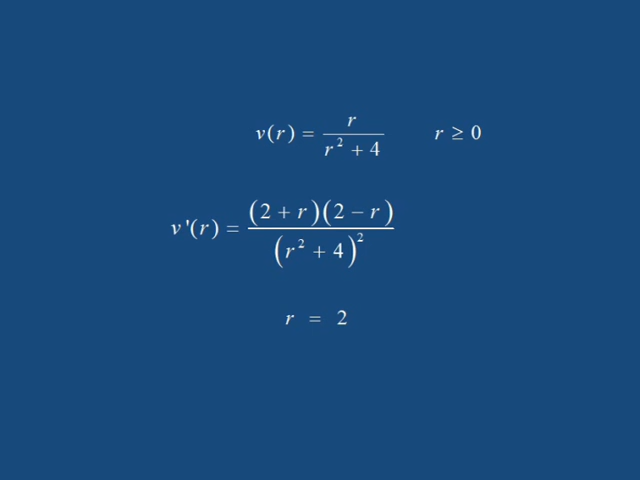 v(r) = r / (r² + 4)    r ≥ 0
v'(r) = (2 + r)(2 − r) / (r² + 4)²
r = 2